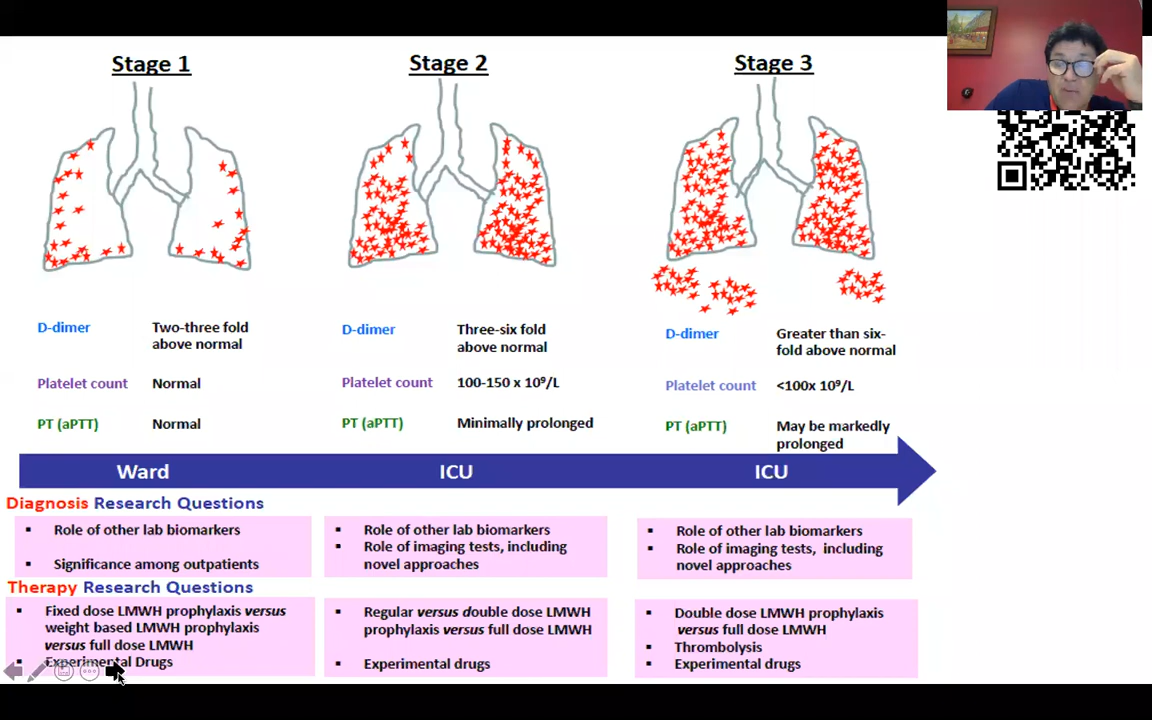 Stage 1
Stage 2
Stage 3
D-dimer
Two-three fold
above normal
Platelet count
Normal
PT (aPTT)
Normal
D-dimer
Three-six fold
above normal
Platelet count
100-150 x 10⁹/L
PT (aPTT)
Minimally prolonged
D-dimer
Greater than six-
fold above normal
Platelet count
<100x 10⁹/L
PT (aPTT)
May be markedly
prolonged
Ward
ICU
ICU
Diagnosis Research Questions
▪ Role of other lab biomarkers
▪ Significance among outpatients
▪ Role of other lab biomarkers
▪ Role of imaging tests, including
novel approaches
▪ Role of other lab biomarkers
▪ Role of imaging tests, including
novel approaches
Therapy Research Questions
▪ Fixed dose LMWH prophylaxis versus
weight based LMWH prophylaxis
versus full dose LMWH
▪ Experimental Drugs
▪ Regular versus double dose LMWH
prophylaxis versus full dose LMWH
▪ Experimental drugs
▪ Double dose LMWH prophylaxis
versus full dose LMWH
▪ Thrombolysis
▪ Experimental drugs